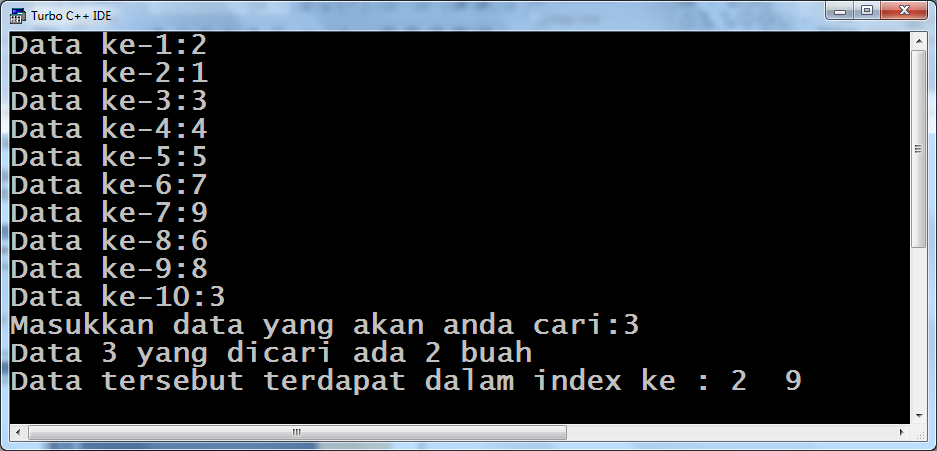 Turbo C++ IDE
Data ke-1:2
Data ke-2:1
Data ke-3:3
Data ke-4:4
Data ke-5:5
Data ke-6:7
Data ke-7:9
Data ke-8:6
Data ke-9:8
Data ke-10:3
Masukkan data yang akan anda cari:3
Data 3 yang dicari ada 2 buah
Data tersebut terdapat dalam index ke : 2  9